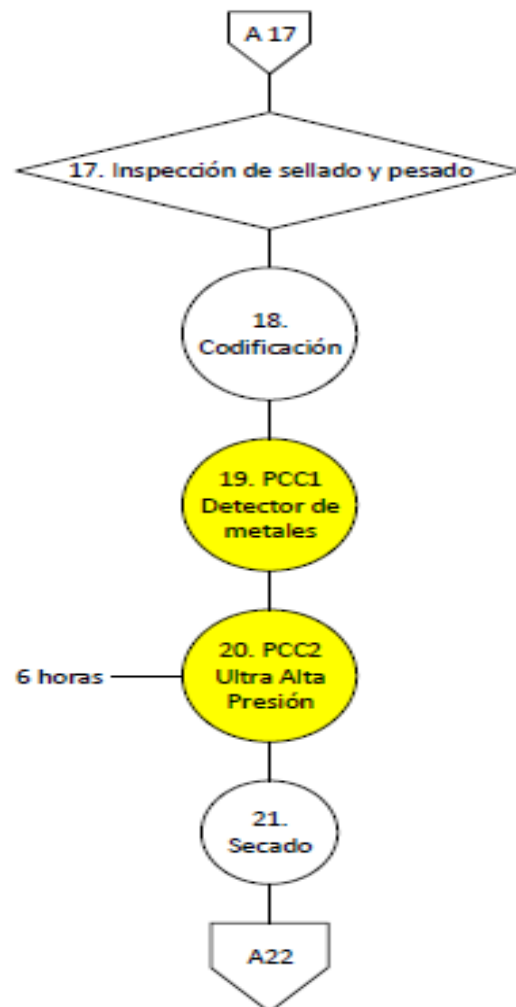 A 17
17. Inspección de sellado y pesado
18.
Codificación
19. PCC1
Detector de
metales
20. PCC2
6 horas
Ultra Alta
Presión
21.
Secado
A22